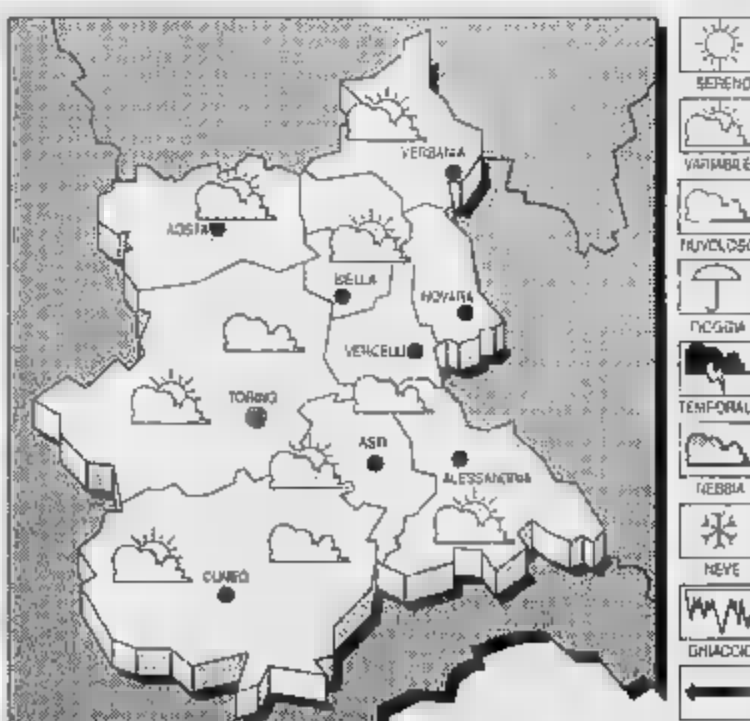 SERENO
VERBANIA
VARIABILE
AOSTA
NUVOLOSO
BIELLA
NOVARA
PIOGGIA
VERCELLI
TORINO
TEMPORALI
ASTI
ALESSANDRIA
NEBBIA
CUNEO
NEVE
GHIACCIO